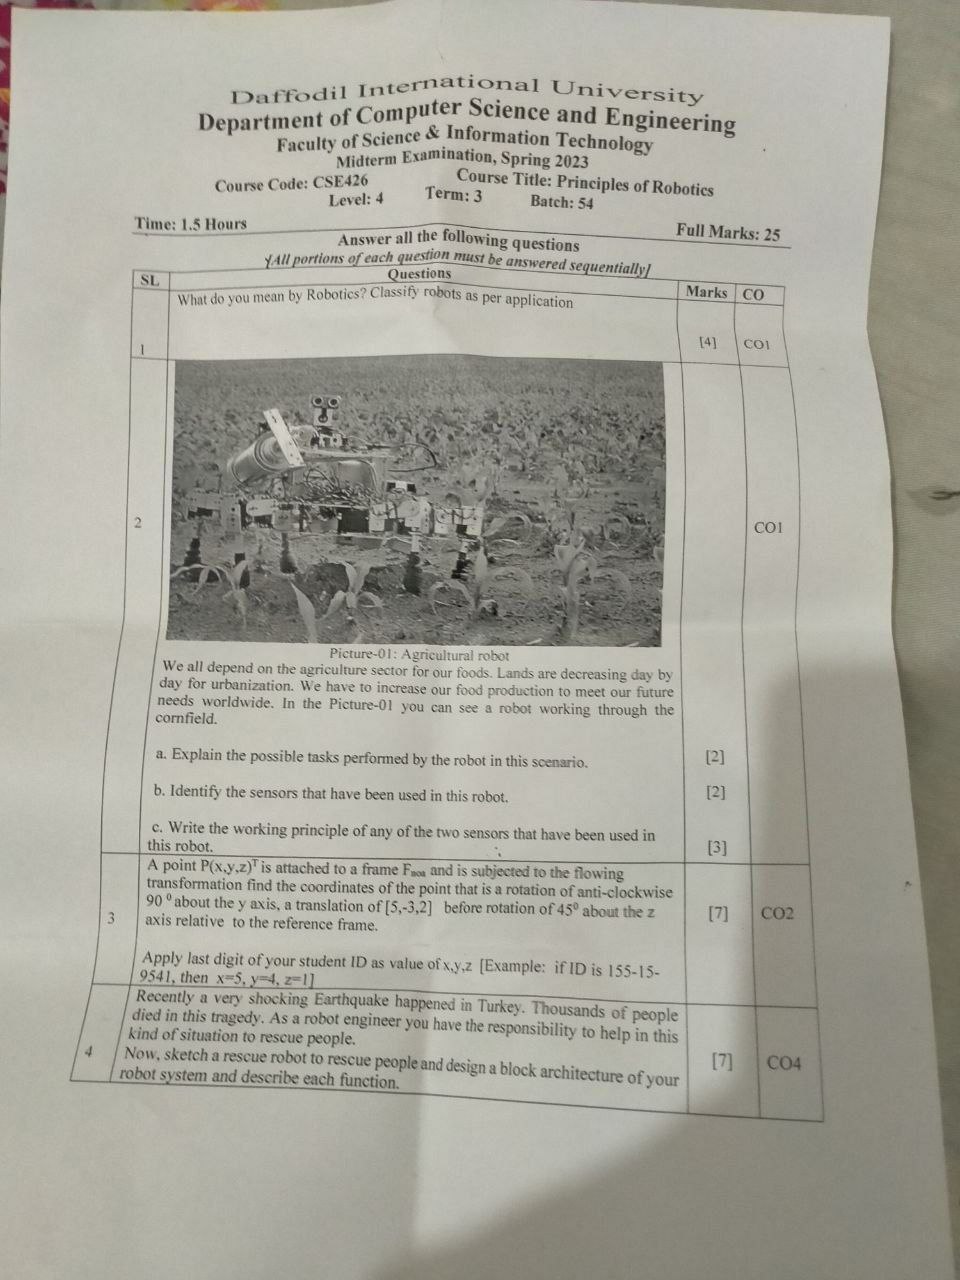 Daffodil International University
Department of Computer Science and Engineering
Faculty of Science & Information Technology
Midterm Examination, Spring 2023
Course Code: CSE426 Course Title: Principles of Robotics
Level: 4 Term: 3 Batch: 54
Time: 1.5 Hours Full Marks: 25
Answer all the following questions
[All portions of each question must be answered sequentially]
SL Questions Marks CO
What do you mean by Robotics? Classify robots as per application
1 [4] CO1
2 CO1
Picture-01: Agricultural robot
We all depend on the agriculture sector for our foods. Lands are decreasing day by
day for urbanization. We have to increase our food production to meet our future
needs worldwide. In the Picture-01 you can see a robot working through the
cornfield.
a. Explain the possible tasks performed by the robot in this scenario. [2]
b. Identify the sensors that have been used in this robot. [2]
c. Write the working principle of any of the two sensors that have been used in
this robot. [3]
A point P(x,y,z)ᵀ is attached to a frame Fₙₒₐ and is subjected to the flowing
transformation find the coordinates of the point that is a rotation of anti-clockwise
90 ⁰ about the y axis, a translation of [5,-3,2] before rotation of 45⁰ about the z
3 axis relative to the reference frame. [7] CO2
Apply last digit of your student ID as value of x,y,z [Example: if ID is 155-15-
9541, then x=5, y=4, z=1]
Recently a very shocking Earthquake happened in Turkey. Thousands of people
died in this tragedy. As a robot engineer you have the responsibility to help in this
kind of situation to rescue people.
4 Now, sketch a rescue robot to rescue people and design a block architecture of your [7] CO4
robot system and describe each function.